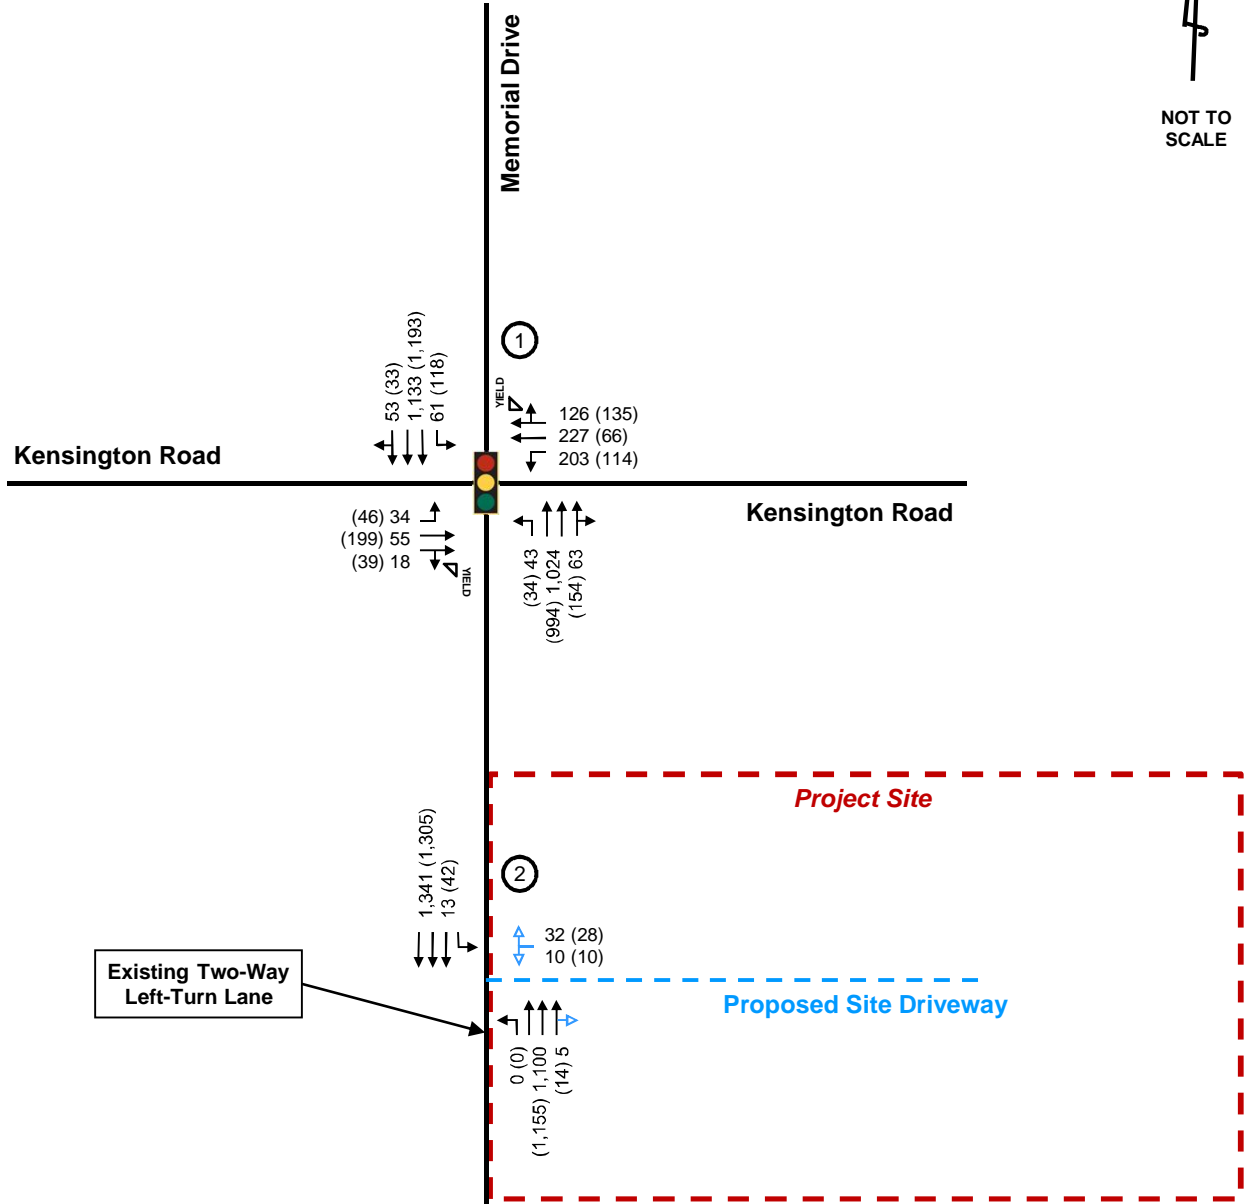 Memorial Drive
NOT TO
SCALE
1
53 (33)
1,133 (1,193)
61 (118)
YIELD
126 (135)
227 (66)
203 (114)
Kensington Road
Kensington Road
(46) 34
(199) 55
(39) 18
YIELD
(34) 43
(994) 1,024
(154) 63
Project Site
2
1,341 (1,305)
13 (42)
32 (28)
10 (10)
Existing Two-Way
Left-Turn Lane
Proposed Site Driveway
0 (0)
(1,155) 1,100
(14) 5